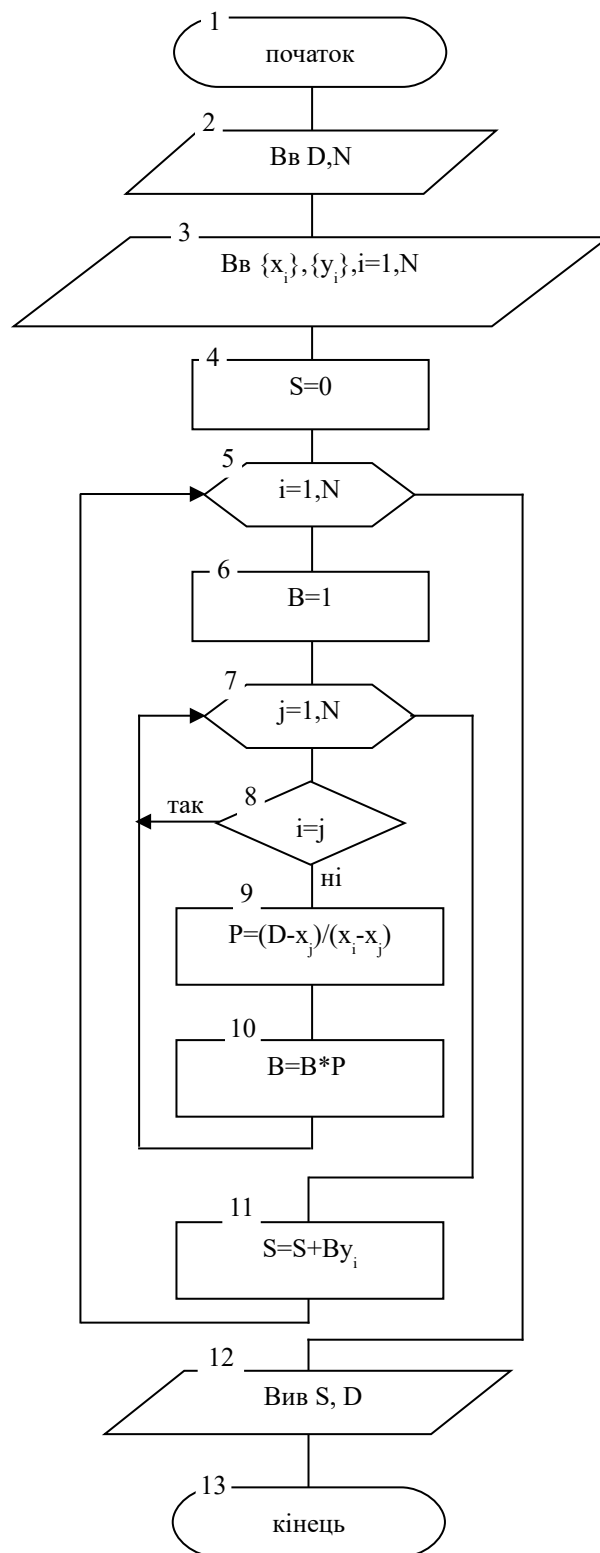 1
початок
2
Вв D,N
3
Вв {xᵢ},{yᵢ},i=1,N
4
S=0
5
i=1,N
6
B=1
7
j=1,N
8
так
i=j
ні
9
P=(D-xⱼ)/(xᵢ-xⱼ)
10
B=B*P
11
S=S+Byᵢ
12
Вив S, D
13
кінець